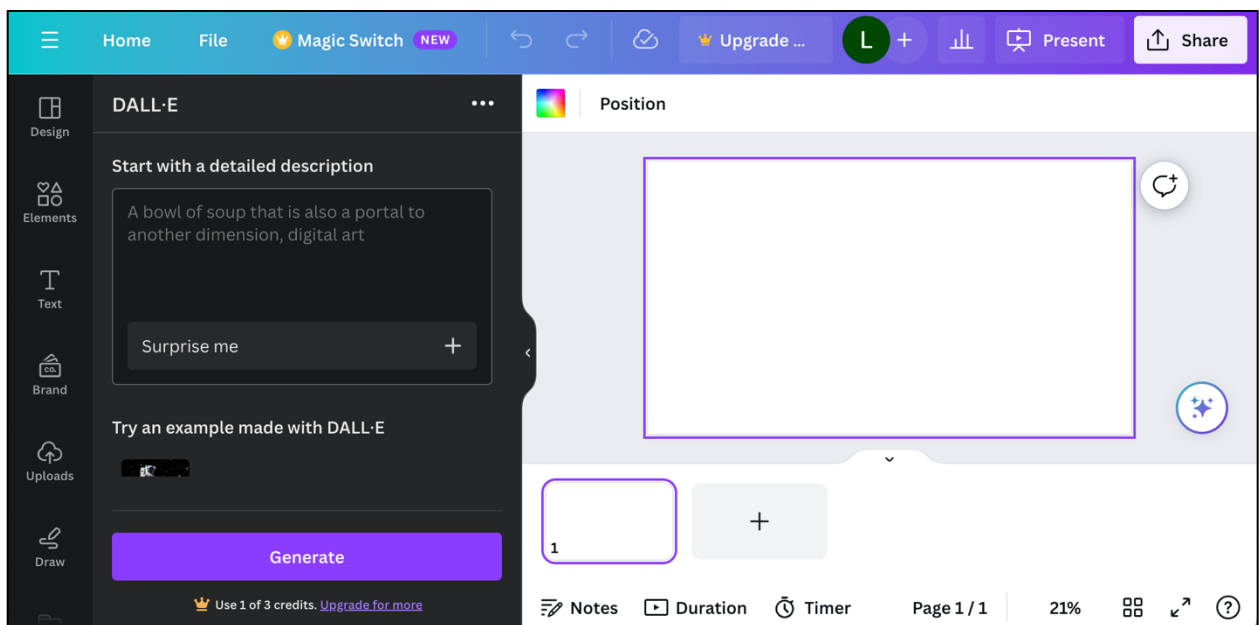 Home File Magic Switch NEW Upgrade ... L + Present Share
Design
Elements
Text
CO.
Brand
Uploads
Draw
DALL·E
Start with a detailed description
A bowl of soup that is also a portal to
another dimension, digital art
Surprise me +
Try an example made with DALL·E
Generate
Use 1 of 3 credits. Upgrade for more
Position
1
+
Notes Duration Timer Page 1 / 1 21% ?